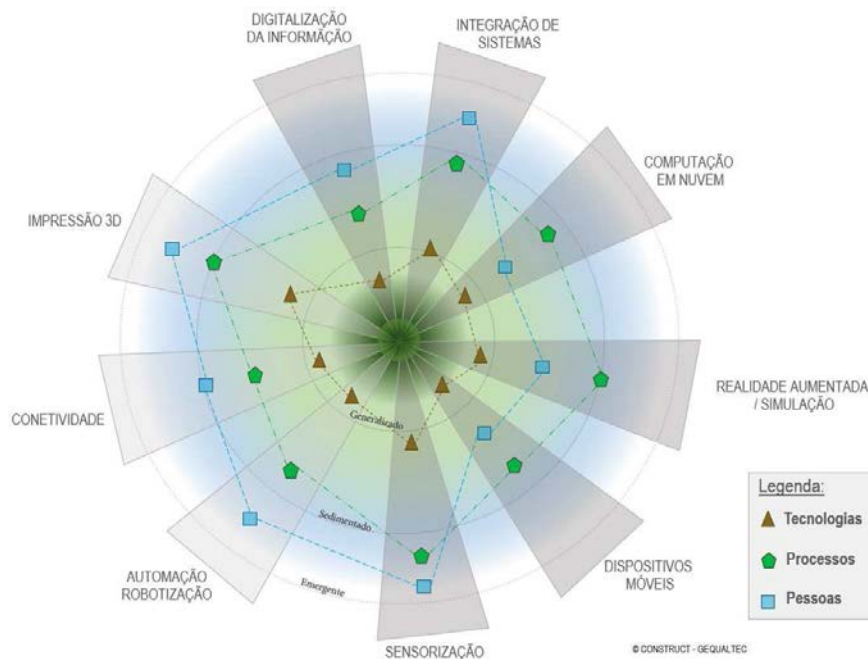 DIGITALIZAÇÃO
DA INFORMÃÇÃO
INTEGRAÇÃO DE
SISTEMAS
COMPUTAÇÃO
EM NUVEM
IMPRESSÃO 3D
REALIDADE AUMENTADA
/ SIMULAÇÃO
CONETIVIDADE
Generalizado
Sedimentado
Emergente
AUTOMAÇÃO
ROBOTIZAÇÃO
DISPOSITIVOS
MÓVEIS
SENSORIZAÇÃO
Legenda:
Tecnologias
Processos
Pessoas
© CONSTRUCT - GEQUALTEC